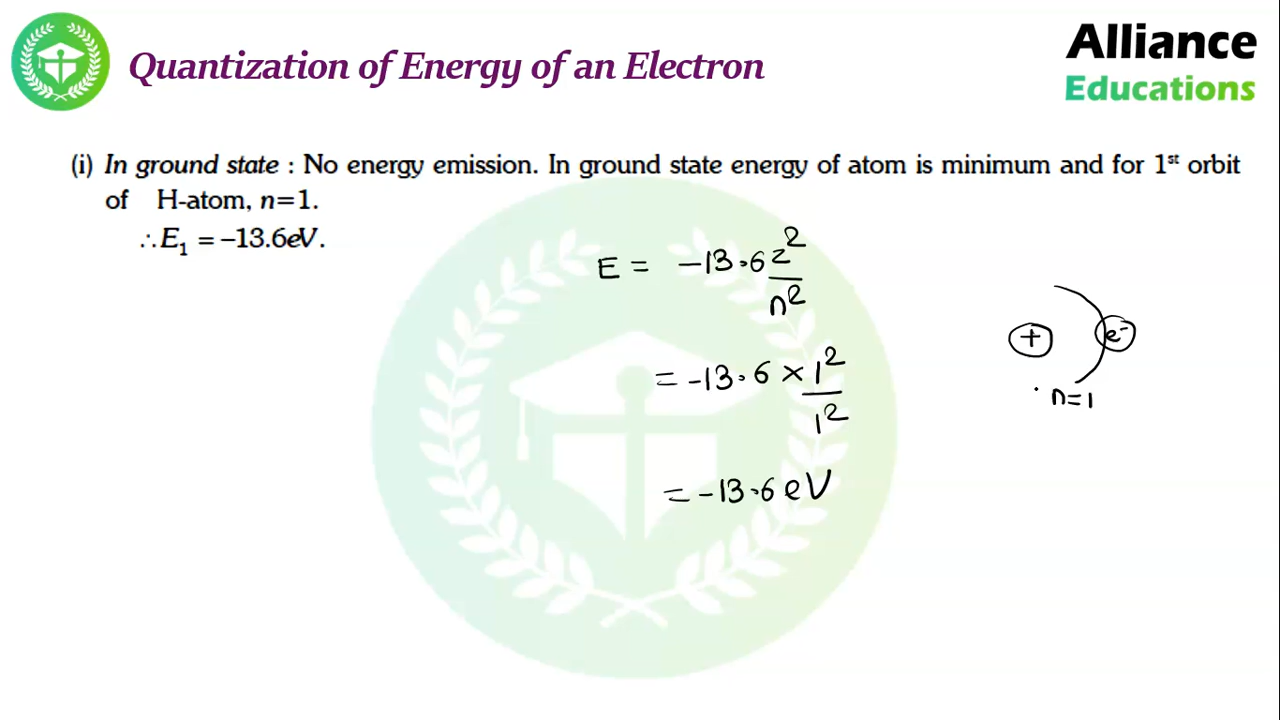 Quantization of Energy of an Electron
Alliance
Educations
(i) In ground state : No energy emission. In ground state energy of atom is minimum and for 1st orbit
of H-atom, n=1.
∴E₁ = –13.6eV.
E = -13.6 z²/n²
= -13.6 × 1²/1²
= -13.6 eV
+ e⁻
n=1